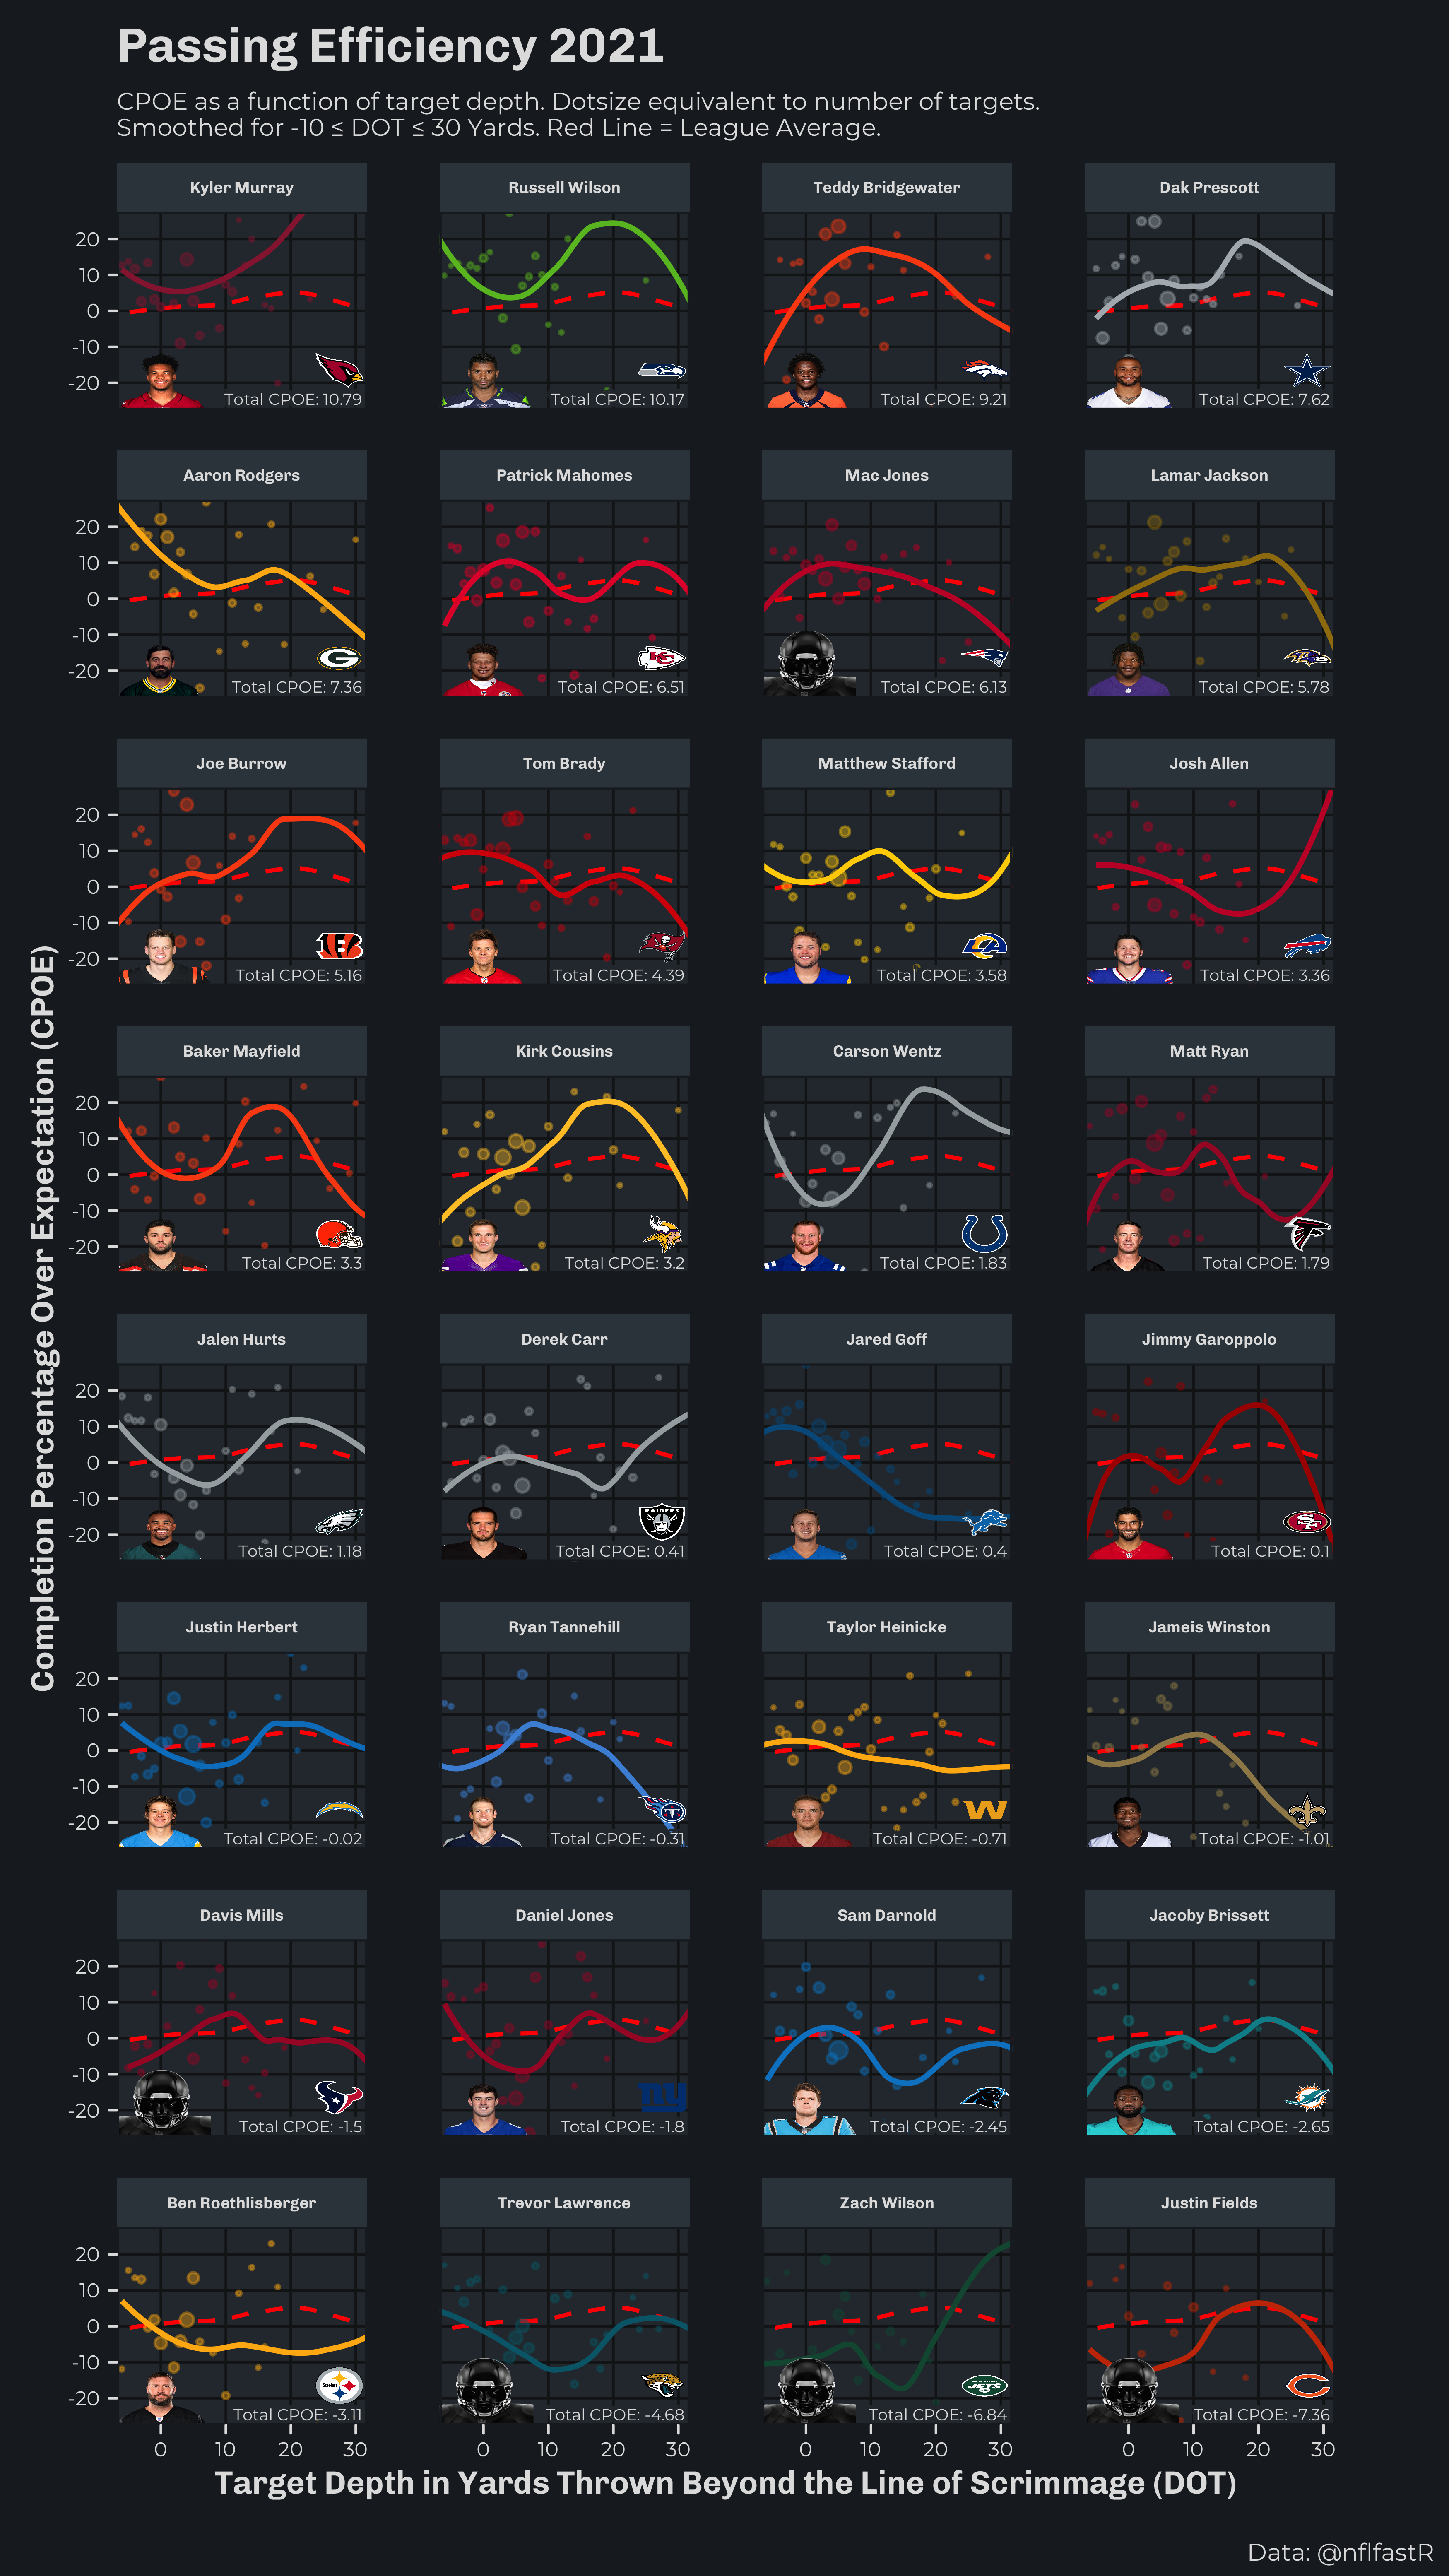 Passing Efficiency 2021
CPOE as a function of target depth. Dotsize equivalent to number of targets.
Smoothed for -10 ≤ DOT ≤ 30 Yards. Red Line = League Average.
Completion Percentage Over Expectation (CPOE)
Kyler Murray
Russell Wilson
Teddy Bridgewater
Dak Prescott
20
10
0
-10
-20
Total CPOE: 10.79
Total CPOE: 10.17
Total CPOE: 9.21
Total CPOE: 7.62
Aaron Rodgers
Patrick Mahomes
Mac Jones
Lamar Jackson
20
10
0
-10
-20
G
KC
Total CPOE: 7.36
Total CPOE: 6.51
Total CPOE: 6.13
Total CPOE: 5.78
Joe Burrow
Tom Brady
Matthew Stafford
Josh Allen
20
10
0
-10
-20
Total CPOE: 5.16
Total CPOE: 4.39
Total CPOE: 3.58
Total CPOE: 3.36
Baker Mayfield
Kirk Cousins
Carson Wentz
Matt Ryan
20
10
0
-10
-20
Total CPOE: 3.3
Total CPOE: 3.2
Total CPOE: 1.83
Total CPOE: 1.79
Jalen Hurts
Derek Carr
Jared Goff
Jimmy Garoppolo
20
10
0
-10
-20
RAIDERS
SF
Total CPOE: 1.18
Total CPOE: 0.41
Total CPOE: 0.4
Total CPOE: 0.1
Justin Herbert
Ryan Tannehill
Taylor Heinicke
Jameis Winston
20
10
0
-10
-20
T
W
Total CPOE: -0.02
Total CPOE: -0.31
Total CPOE: -0.71
Total CPOE: -1.01
Davis Mills
Daniel Jones
Sam Darnold
Jacoby Brissett
20
10
0
-10
-20
ny
Total CPOE: -1.5
Total CPOE: -1.8
Total CPOE: -2.45
Total CPOE: -2.65
Ben Roethlisberger
Trevor Lawrence
Zach Wilson
Justin Fields
20
10
0
-10
-20
Steelers
NEW YORK
JETS
C
Total CPOE: -3.11
Total CPOE: -4.68
Total CPOE: -6.84
Total CPOE: -7.36
0 10 20 30
0 10 20 30
0 10 20 30
0 10 20 30
Target Depth in Yards Thrown Beyond the Line of Scrimmage (DOT)
Data: @nflfastR